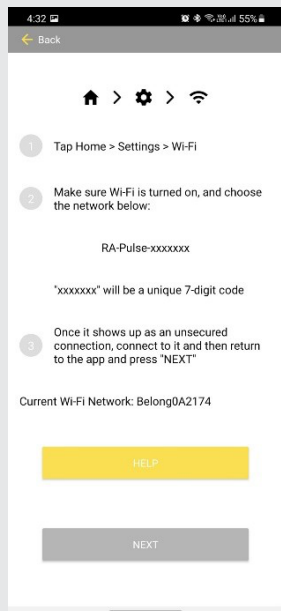 4:32 55%
Back
1 Tap Home > Settings > Wi-Fi
2 Make sure Wi-Fi is turned on, and choose
the network below:
RA-Pulse-xxxxxxx
"xxxxxxx" will be a unique 7-digit code
Once it shows up as an unsecured
3 connection, connect to it and then return
to the app and press "NEXT"
Current Wi-Fi Network: Belong0A2174
HELP
NEXT